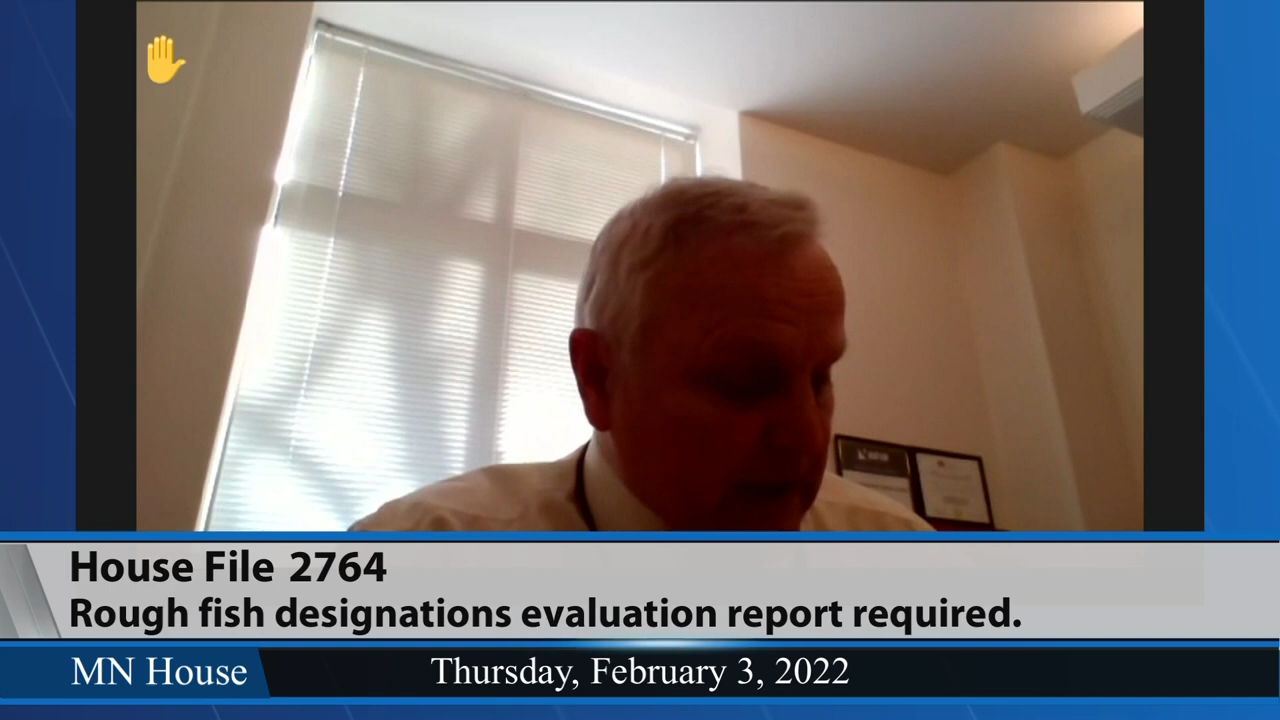 House File 2764
Rough fish designations evaluation report required.
MN House
Thursday, February 3, 2022